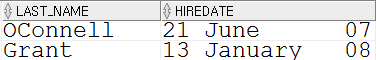 LAST_NAME HIREDATE
OConnell 21 June 07
Grant 13 January 08